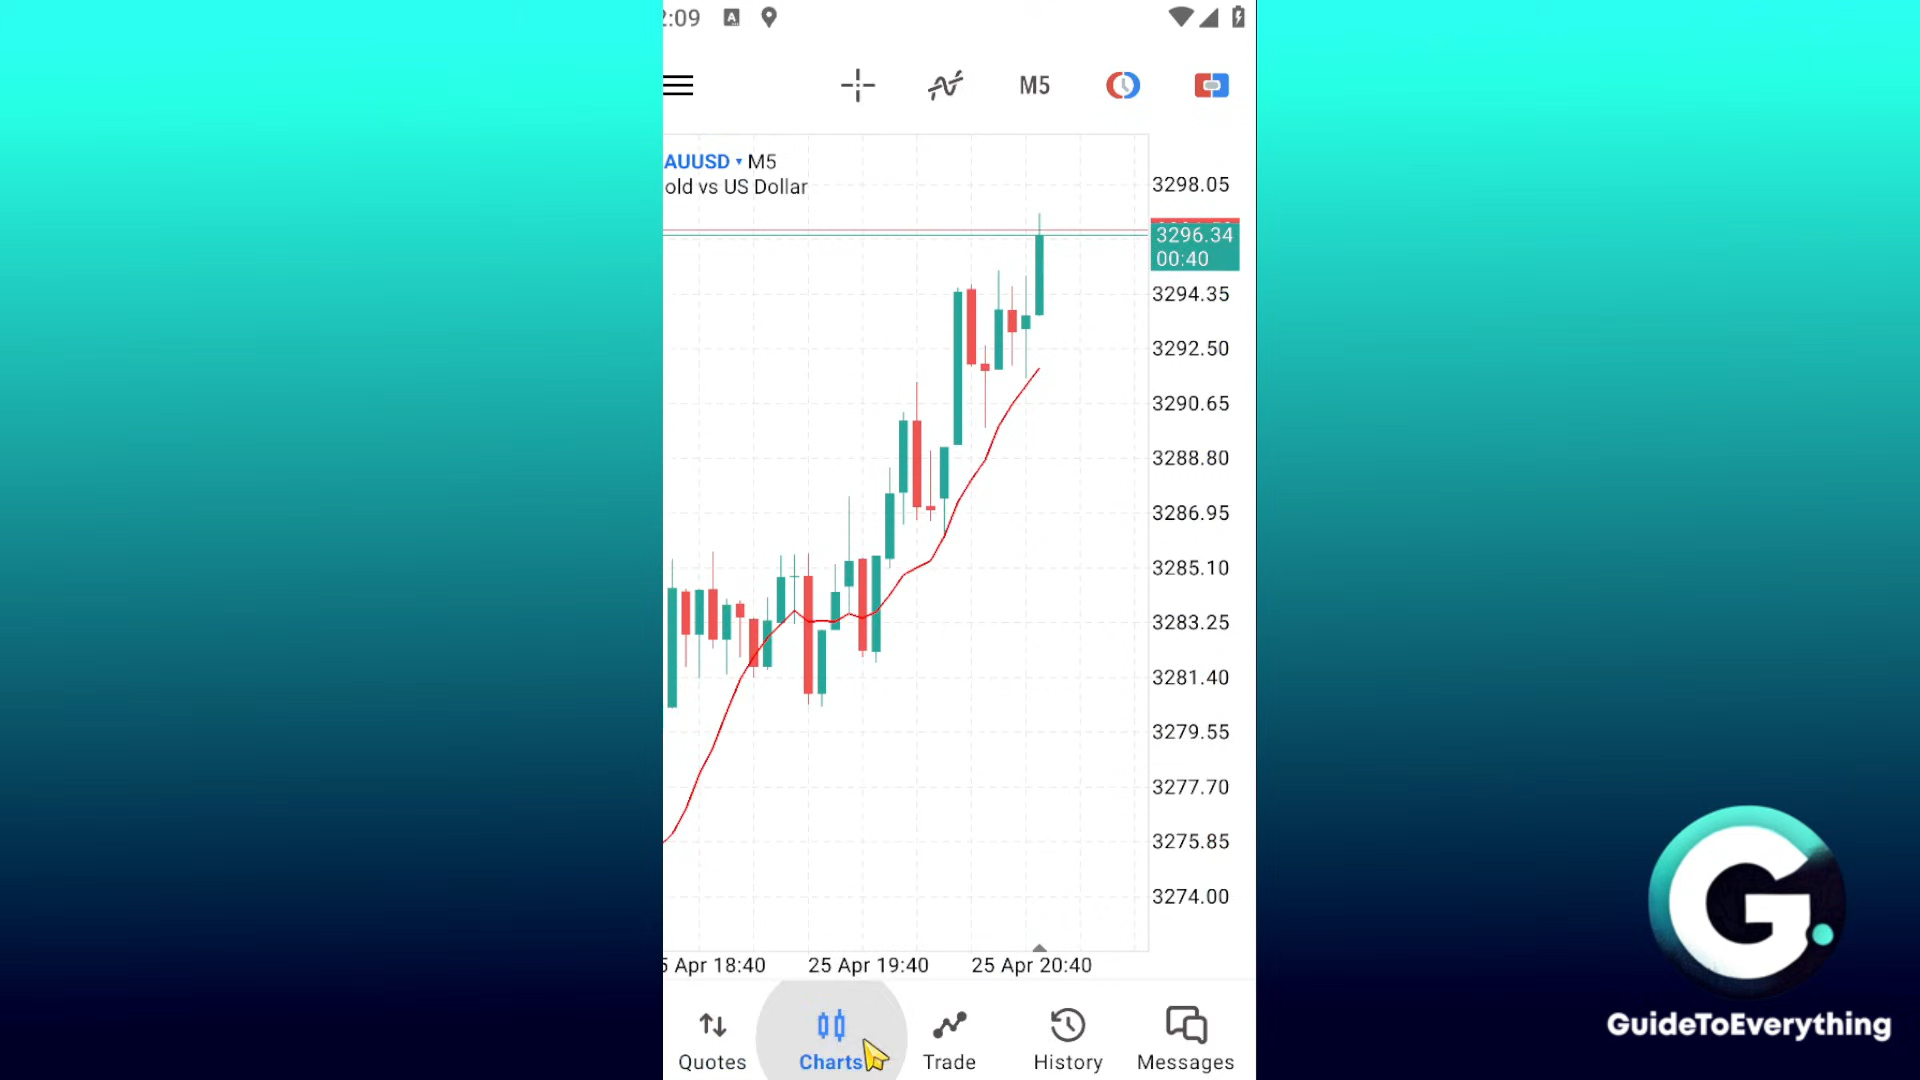 :09
M5
AUUSD M5
old vs US Dollar
3298.05
3296.34
00:40
3294.35
3292.50
3290.65
3288.80
3286.95
3285.10
3283.25
3281.40
3279.55
3277.70
3275.85
3274.00
Apr 18:40 25 Apr 19:40 25 Apr 20:40
Quotes Charts Trade History Messages
G.
GuideToEverything